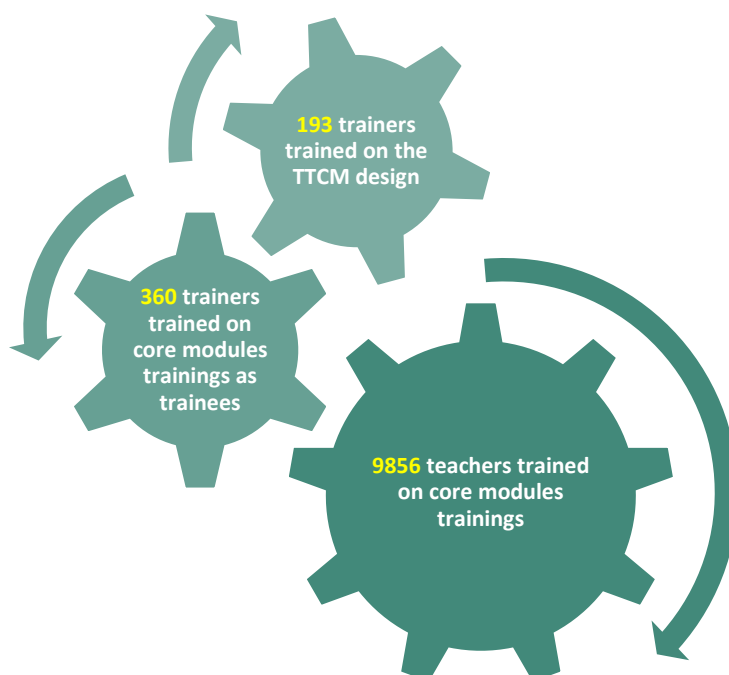 193 trainers
trained on the
TTCM design
360 trainers
trained on
core modules
trainings as
trainees
9856 teachers trained
on core modules
trainings